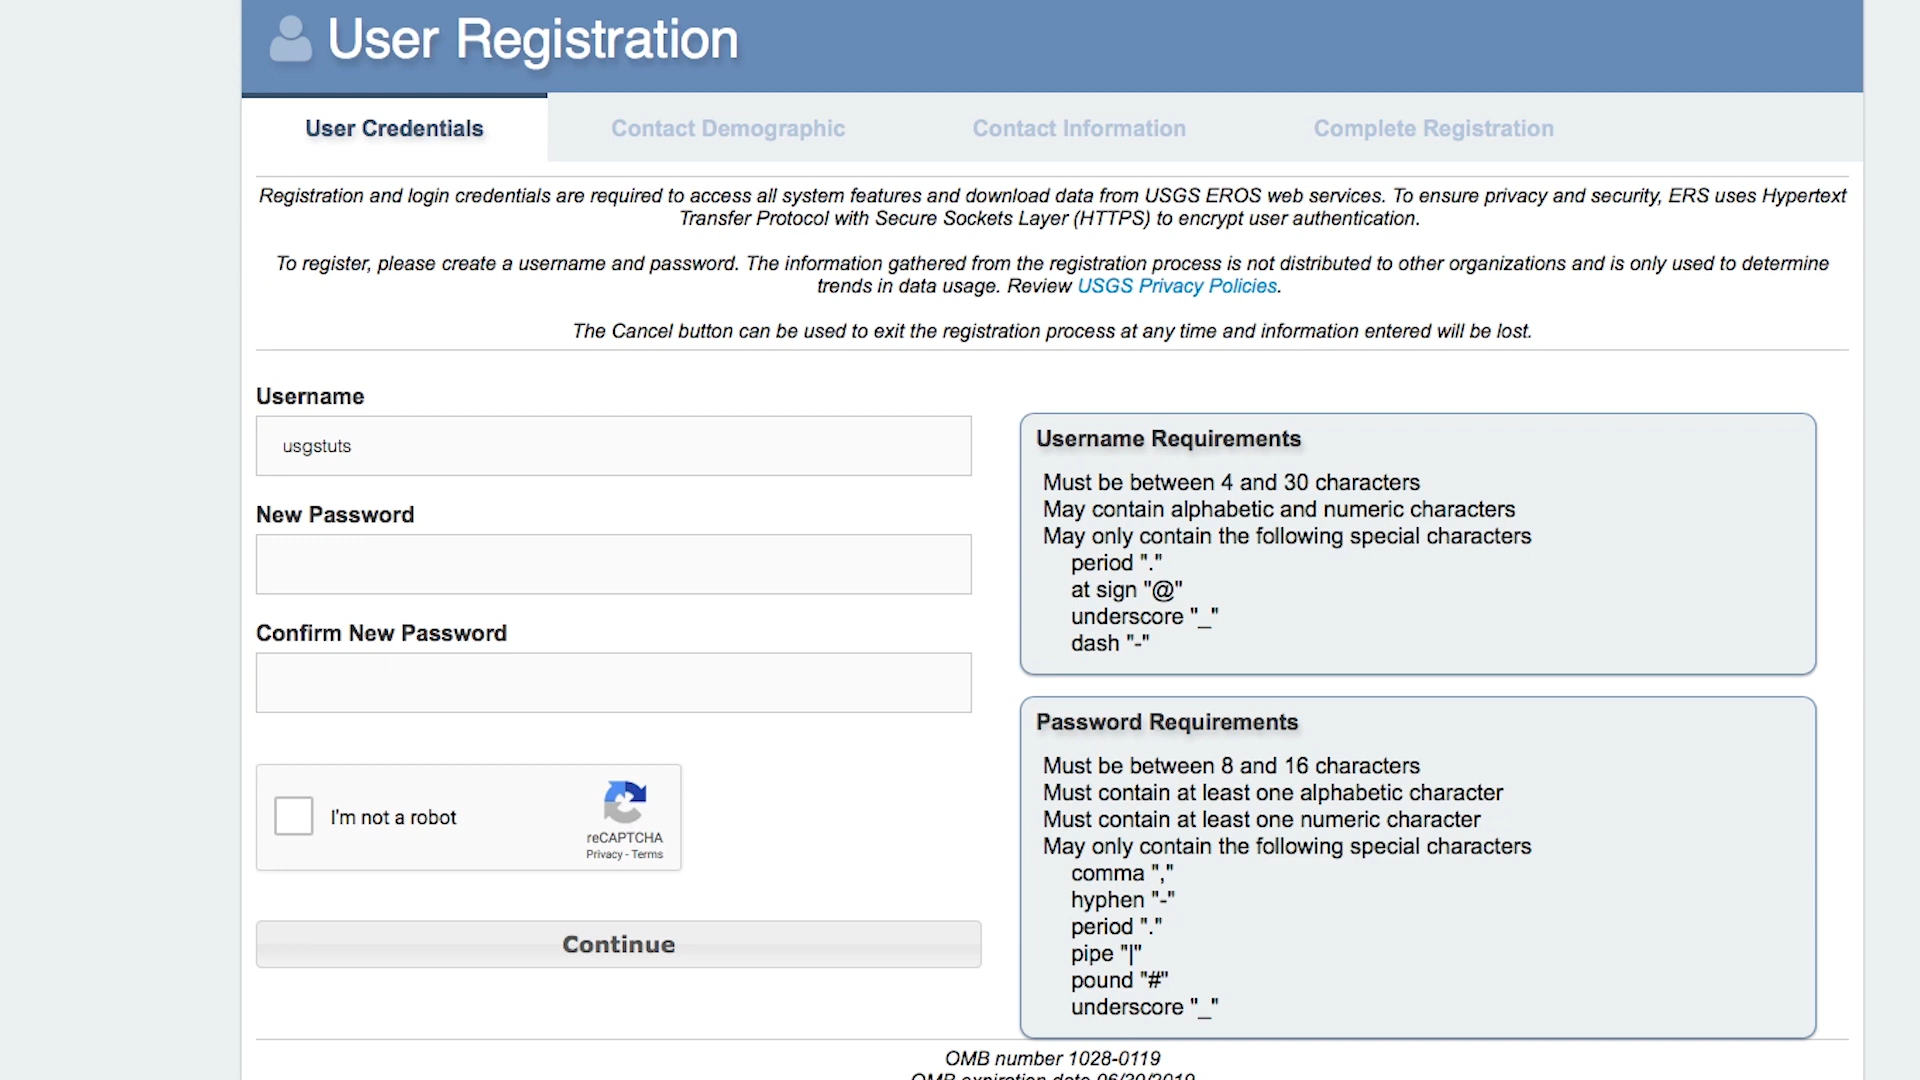 User Registration
User Credentials
Contact Demographic
Contact Information
Complete Registration
Registration and login credentials are required to access all system features and download data from USGS EROS web services. To ensure privacy and security, ERS uses Hypertext
Transfer Protocol with Secure Sockets Layer (HTTPS) to encrypt user authentication.
To register, please create a username and password. The information gathered from the registration process is not distributed to other organizations and is only used to determine
trends in data usage. Review USGS Privacy Policies.
The Cancel button can be used to exit the registration process at any time and information entered will be lost.
Username
usgstuts
New Password
Confirm New Password
I'm not a robot
reCAPTCHA
Privacy - Terms
Continue
Username Requirements
Must be between 4 and 30 characters
May contain alphabetic and numeric characters
May only contain the following special characters
period "."
at sign "@"
underscore "_"
dash "-"
Password Requirements
Must be between 8 and 16 characters
Must contain at least one alphabetic character
Must contain at least one numeric character
May only contain the following special characters
comma ","
hyphen "-"
period "."
pipe "|"
pound "#"
underscore "_"
OMB number 1028-0119
OMB expiration date 06/30/2019